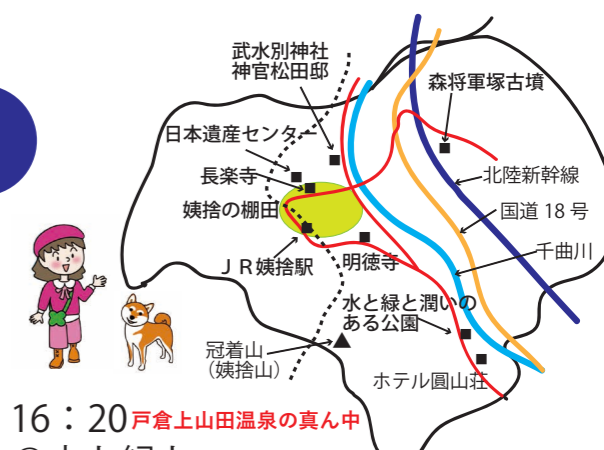 武水別神社
神官松田邸
森将軍塚古墳
日本遺産センター
長楽寺
北陸新幹線
姨捨の棚田
国道 18 号
千曲川
ＪＲ姨捨駅
明徳寺
水と緑と潤いの
ある公園
冠着山
（姨捨山）
ホテル圓山荘
16：20 戸倉上山田温泉の真ん中